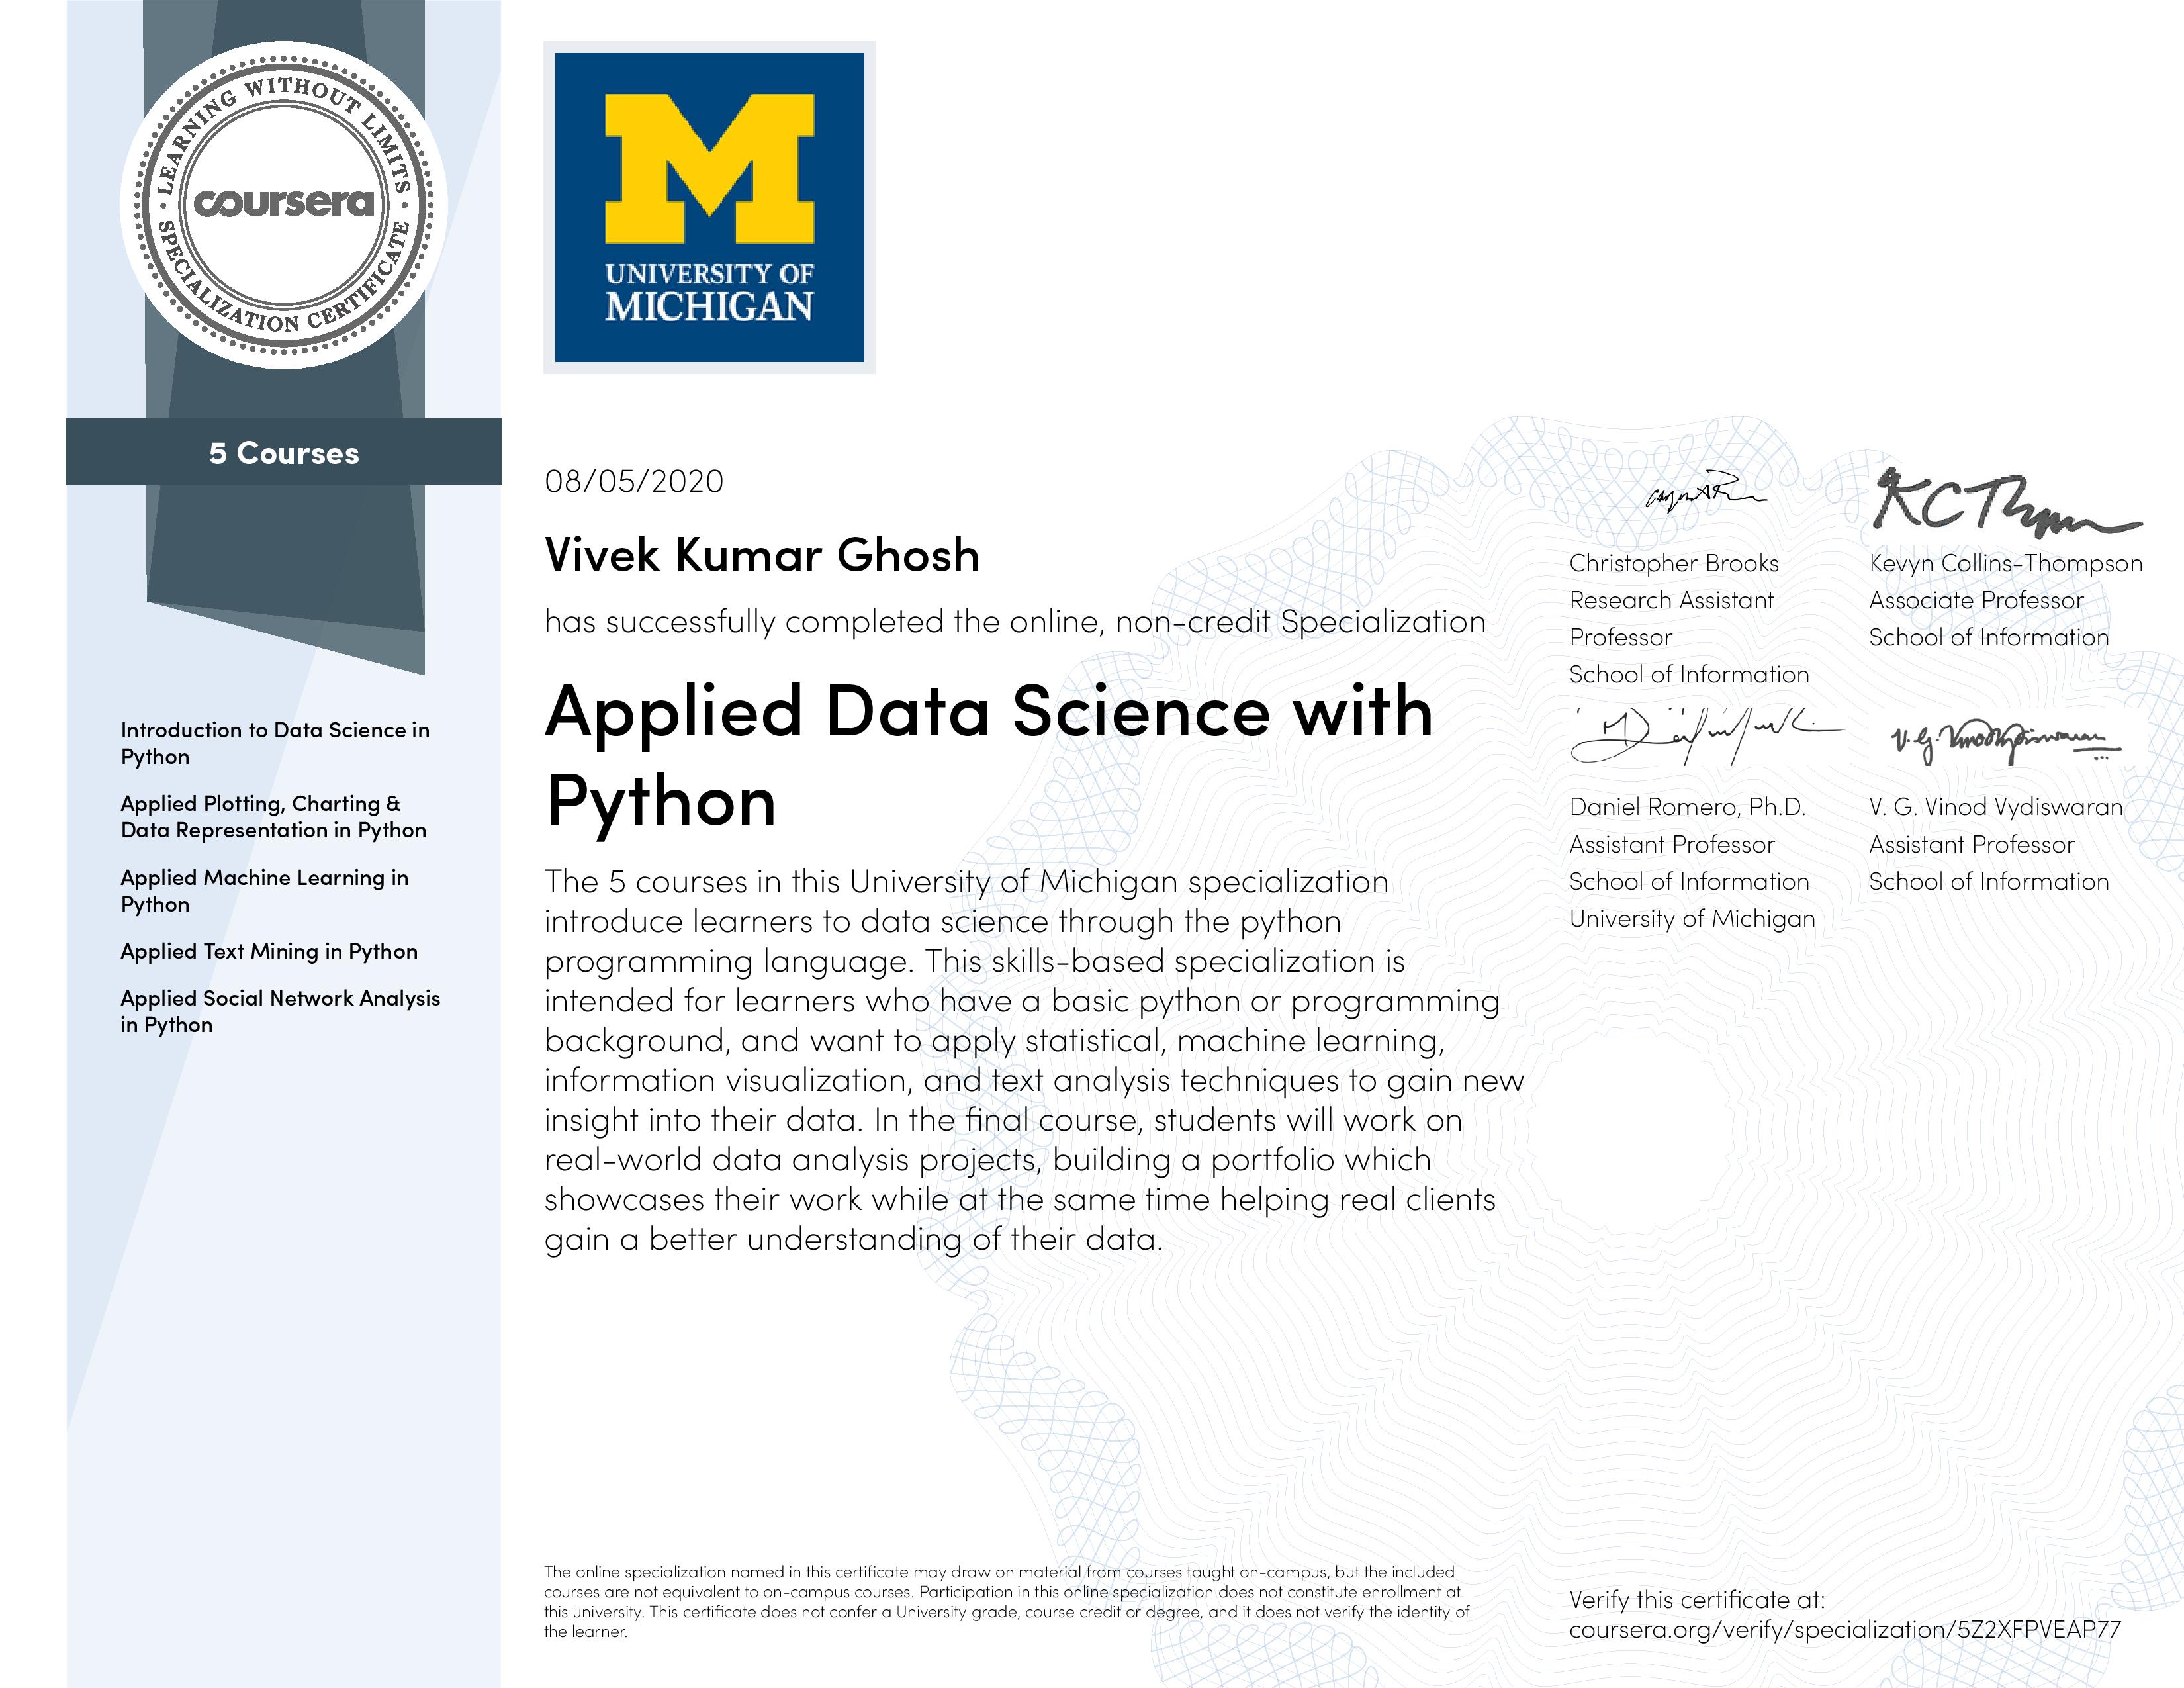 LEARNING WITHOUT LIMITS
coursera
SPECIALIZATION CERTIFICATE
5 Courses
Introduction to Data Science in
Python
Applied Plotting, Charting &
Data Representation in Python
Applied Machine Learning in
Python
Applied Text Mining in Python
Applied Social Network Analysis
in Python
M
UNIVERSITY OF
MICHIGAN
08/05/2020
Vivek Kumar Ghosh
has successfully completed the online, non-credit Specialization
Applied Data Science with
Python
The 5 courses in this University of Michigan specialization
introduce learners to data science through the python
programming language. This skills-based specialization is
intended for learners who have a basic python or programming
background, and want to apply statistical, machine learning,
information visualization, and text analysis techniques to gain new
insight into their data. In the final course, students will work on
real-world data analysis projects, building a portfolio which
showcases their work while at the same time helping real clients
gain a better understanding of their data.
Christopher Brooks
Research Assistant
Professor
School of Information
KCThom
Kevyn Collins-Thompson
Associate Professor
School of Information
Daniel Romero, Ph.D.
Assistant Professor
School of Information
University of Michigan
V. G. Vinod Vydiswaran
V. G. Vinod Vydiswaran
Assistant Professor
School of Information
The online specialization named in this certificate may draw on material from courses taught on-campus, but the included
courses are not equivalent to on-campus courses. Participation in this online specialization does not constitute enrollment at
this university. This certificate does not confer a University grade, course credit or degree, and it does not verify the identity of
the learner.
Verify this certificate at:
coursera.org/verify/specialization/5Z2XFPVEAP77